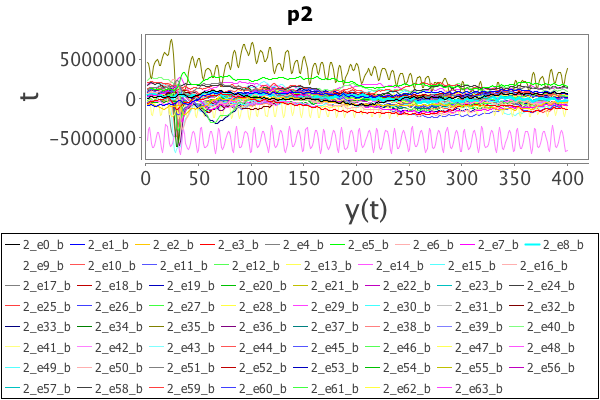 p2
5000000
0
-5000000
t
0 50 100 150 200 250 300 350 400
y(t)
2_e0_b 2_e1_b 2_e2_b 2_e3_b 2_e4_b 2_e5_b 2_e6_b 2_e7_b 2_e8_b
2_e9_b 2_e10_b 2_e11_b 2_e12_b 2_e13_b 2_e14_b 2_e15_b 2_e16_b
2_e17_b 2_e18_b 2_e19_b 2_e20_b 2_e21_b 2_e22_b 2_e23_b 2_e24_b
2_e25_b 2_e26_b 2_e27_b 2_e28_b 2_e29_b 2_e30_b 2_e31_b 2_e32_b
2_e33_b 2_e34_b 2_e35_b 2_e36_b 2_e37_b 2_e38_b 2_e39_b 2_e40_b
2_e41_b 2_e42_b 2_e43_b 2_e44_b 2_e45_b 2_e46_b 2_e47_b 2_e48_b
2_e49_b 2_e50_b 2_e51_b 2_e52_b 2_e53_b 2_e54_b 2_e55_b 2_e56_b
2_e57_b 2_e58_b 2_e59_b 2_e60_b 2_e61_b 2_e62_b 2_e63_b